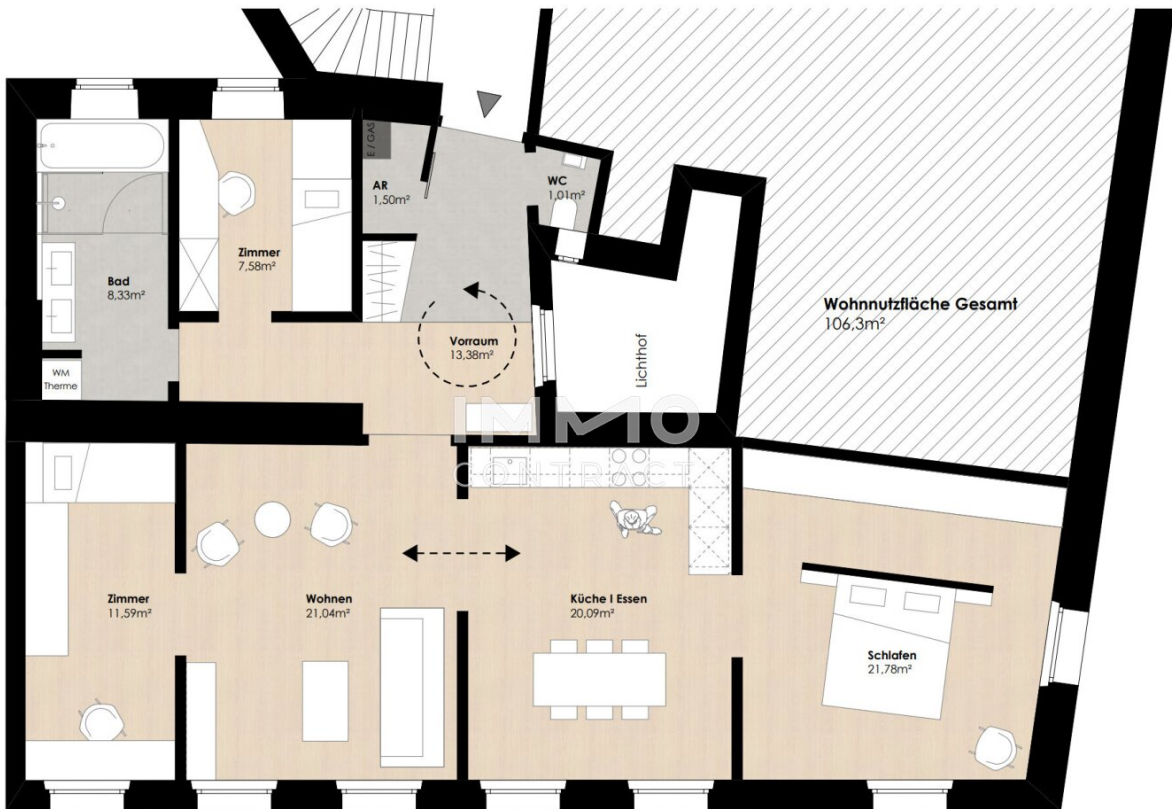 E / GAS
AR
1,50m²
WC
1,01m²
Zimmer
7,58m²
Bad
8,33m²
Wohnnutzfläche Gesamt
106,3m²
Vorraum
13,38m²
Lichthof
WM
Therme
IMMO
CONTRACT
Zimmer
11,59m²
Wohnen
21,04m²
Küche I Essen
20,09m²
Schlafen
21,78m²